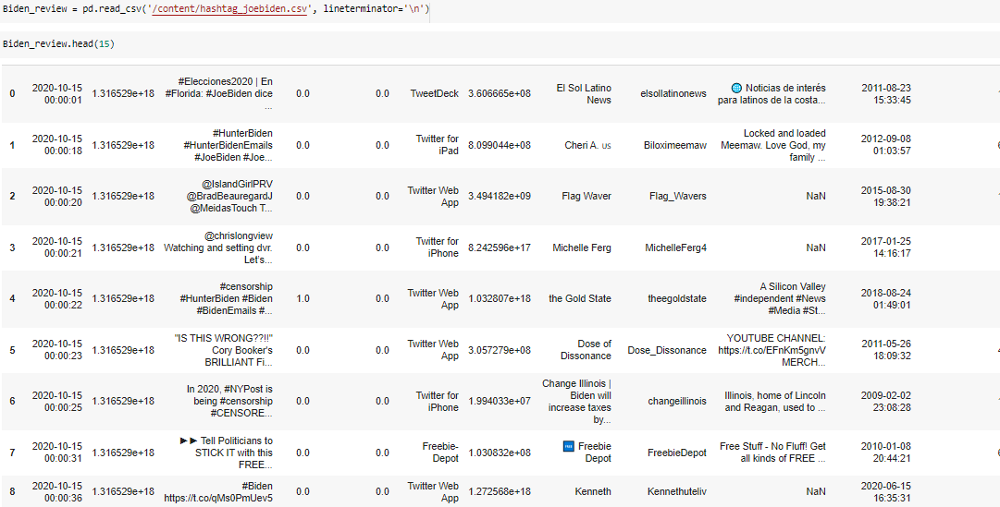 Biden_review = pd.read_csv('/content/hashtag_joebiden.csv', lineterminator='\n')
Biden_review.head(15)
0 2020-10-15 00:00:01 1.316529e+18 #Elecciones2020 | En #Florida: #JoeBiden dice ... 0.0 0.0 TweetDeck 3.606665e+08 El Sol Latino News elsollatinonews 🌐 Noticias de interés para latinos de la costa... 2011-08-23 15:33:45
1 2020-10-15 00:00:18 1.316529e+18 #HunterBiden #HunterBidenEmails #JoeBiden #Joe... 0.0 0.0 Twitter for iPad 8.099044e+08 Cheri A. us Biloximeemaw Locked and loaded Meemaw. Love God, my family ... 2012-09-08 01:03:57
2 2020-10-15 00:00:20 1.316529e+18 @IslandGirlPRV @BradBeauregardJ @MeidasTouch T... 0.0 0.0 Twitter Web App 3.494182e+09 Flag Waver Flag_Wavers NaN 2015-08-30 19:38:21
3 2020-10-15 00:00:21 1.316529e+18 @chrislongview Watching and setting dvr. Let's... 0.0 0.0 Twitter for iPhone 8.242596e+17 Michelle Ferg MichelleFerg4 NaN 2017-01-25 14:16:17
4 2020-10-15 00:00:22 1.316529e+18 #censorship #HunterBiden #Biden #BidenEmails #... 1.0 0.0 Twitter Web App 1.032807e+18 the Gold State theegoldstate A Silicon Valley #independent #News #Media #St... 2018-08-24 01:49:01
5 2020-10-15 00:00:23 1.316529e+18 "IS THIS WRONG??!!" Cory Booker's BRILLIANT Fi... 0.0 0.0 Twitter Web App 3.057279e+08 Dose of Dissonance Dose_Dissonance YOUTUBE CHANNEL: https://t.co/EFnKm5gnvV MERCH... 2011-05-26 18:09:32
6 2020-10-15 00:00:25 1.316529e+18 In 2020, #NYPost is being #censorship #CENSORE... 0.0 0.0 Twitter for iPhone 1.994033e+07 Change Illinois | Biden will increase taxes by... changeillinois Illinois, home of Lincoln and Reagan, used to ... 2009-02-02 23:08:28
7 2020-10-15 00:00:31 1.316529e+18 ►► Tell Politicians to STICK IT with this FREE... 0.0 0.0 Freebie-Depot 1.030832e+08 🆓 Freebie Depot FreebieDepot Free Stuff - No Fluff! Get all kinds of FREE ... 2010-01-08 20:44:21
8 2020-10-15 00:00:36 1.316529e+18 #Biden https://t.co/qMs0PmUev5 0.0 0.0 Twitter Web App 1.272568e+18 Kenneth Kennethuteliv NaN 2020-06-15 16:35:31